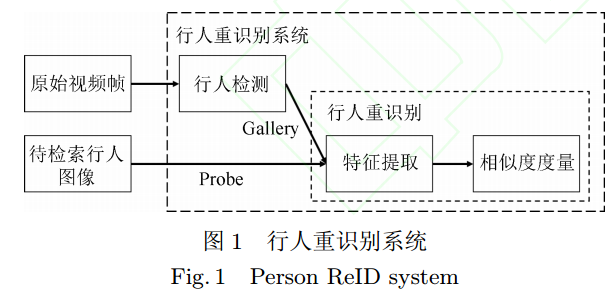 行人重识别系统
原始视频帧
行人检测
行人重识别
Gallery
待检索行人
图像
Probe
特征提取
相似度度量
图 1 行人重识别系统
Fig. 1 Person ReID system